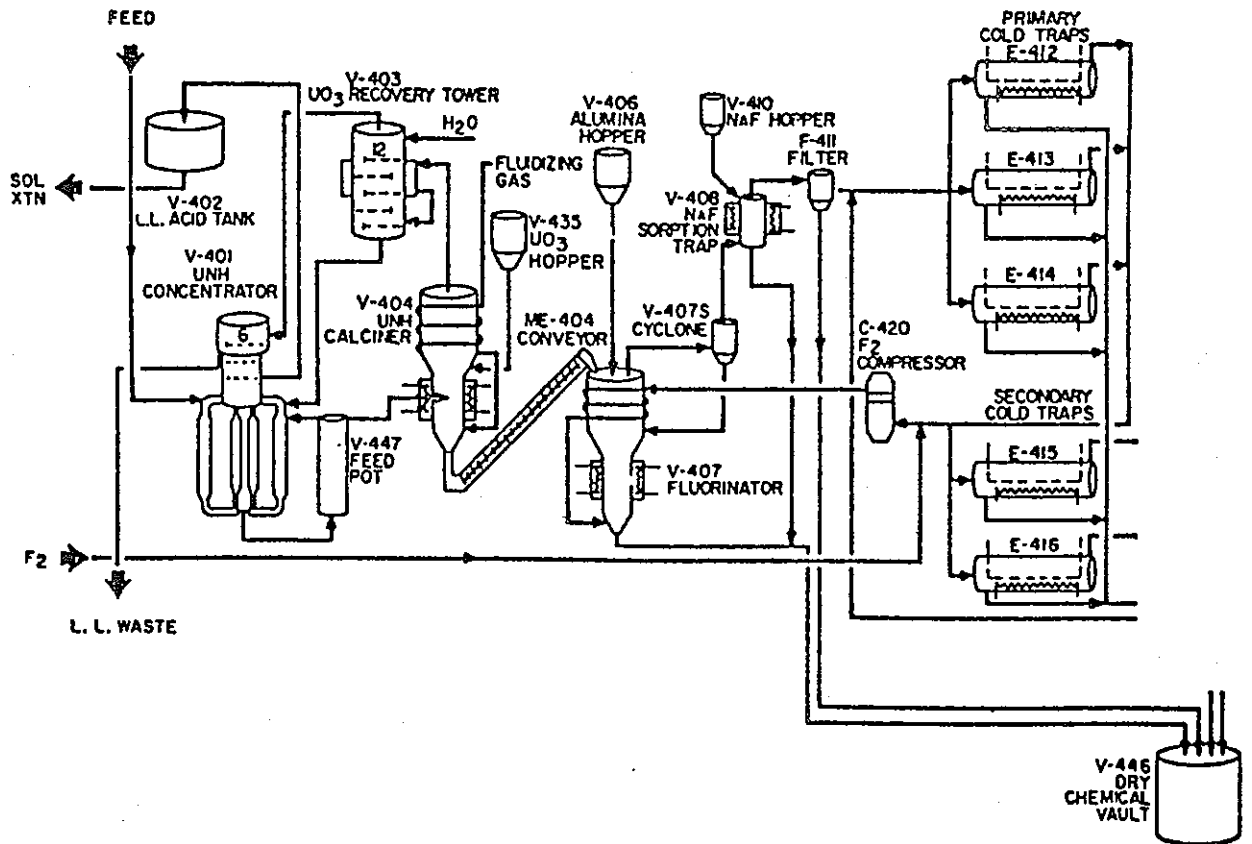 FEED
V-403
UO3 RECOVERY TOWER
H2O
12
SOL
XTN
V-402
L.L. ACID TANK
V-401
UNH
CONCENTRATOR
6
FLUIDIZING
GAS
V-435
UO3
HOPPER
V-404
UNH
CALCINER
V-447
FEED
POT
ME-404
CONVEYOR
V-406
ALUMINA
HOPPER
V-410
NaF HOPPER
F-411
FILTER
V-408
NaF
SORPTION
TRAP
V-407S
CYCLONE
V-407
FLUORINATOR
C-420
F2
COMPRESSOR
PRIMARY
COLD TRAPS
E-412
E-413
E-414
SECONDARY
COLD TRAPS
E-415
E-416
F2
L. L. WASTE
V-446
DRY
CHEMICAL
VAULT